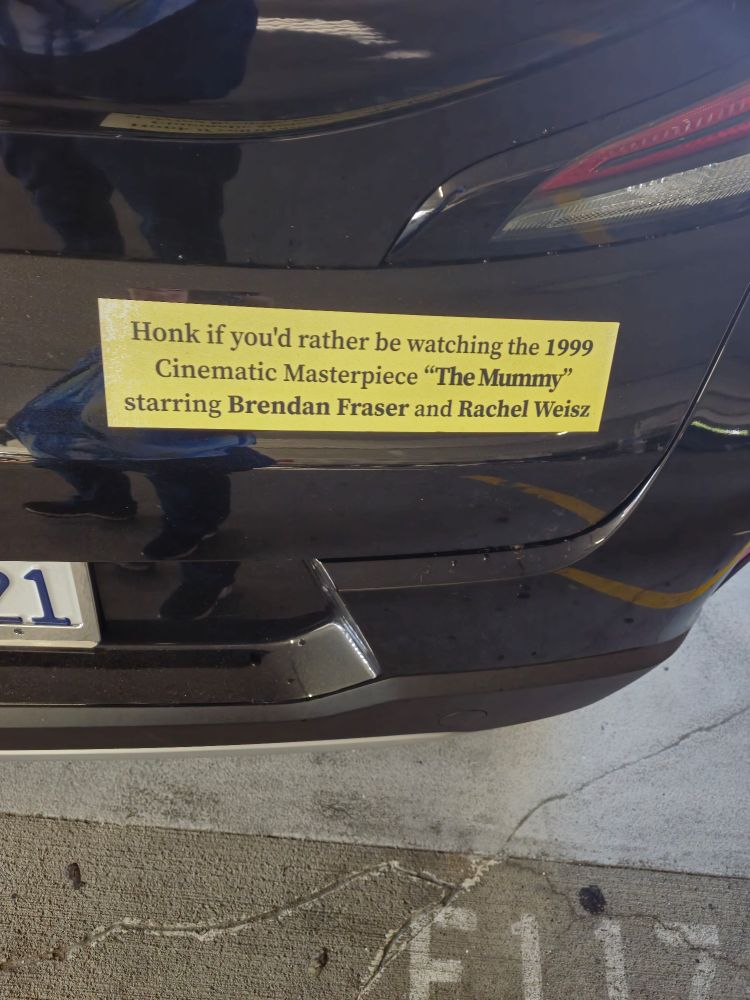 Honk if you'd rather be watching the 1999
Cinematic Masterpiece “The Mummy”
starring Brendan Fraser and Rachel Weisz
21
E117